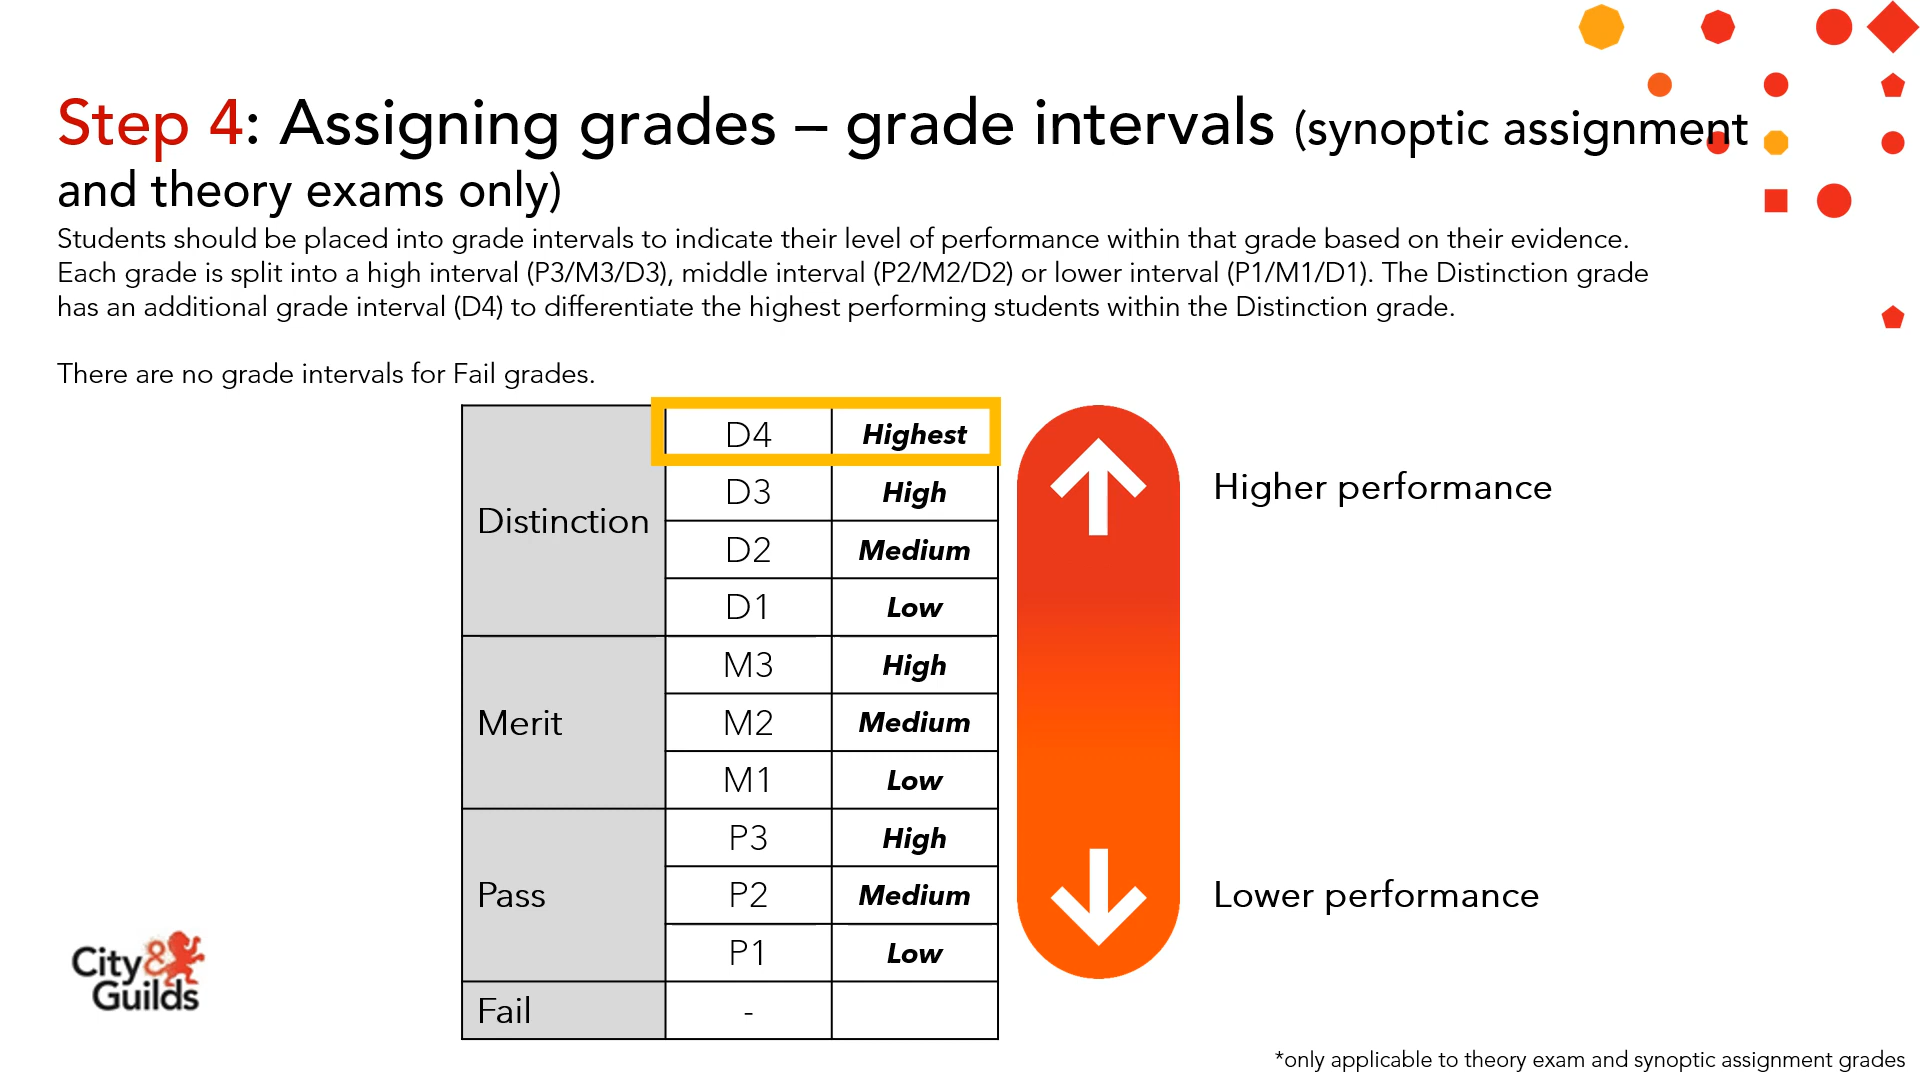 Step 4: Assigning grades – grade intervals (synoptic assignment
and theory exams only)
Students should be placed into grade intervals to indicate their level of performance within that grade based on their evidence.
Each grade is split into a high interval (P3/M3/D3), middle interval (P2/M2/D2) or lower interval (P1/M1/D1). The Distinction grade
has an additional grade interval (D4) to differentiate the highest performing students within the Distinction grade.
There are no grade intervals for Fail grades.
Distinction
D4 Highest
D3 High
D2 Medium
D1 Low
Merit
M3 High
M2 Medium
M1 Low
Pass
P3 High
P2 Medium
P1 Low
Fail -
Higher performance
Lower performance
City&
Guilds
*only applicable to theory exam and synoptic assignment grades